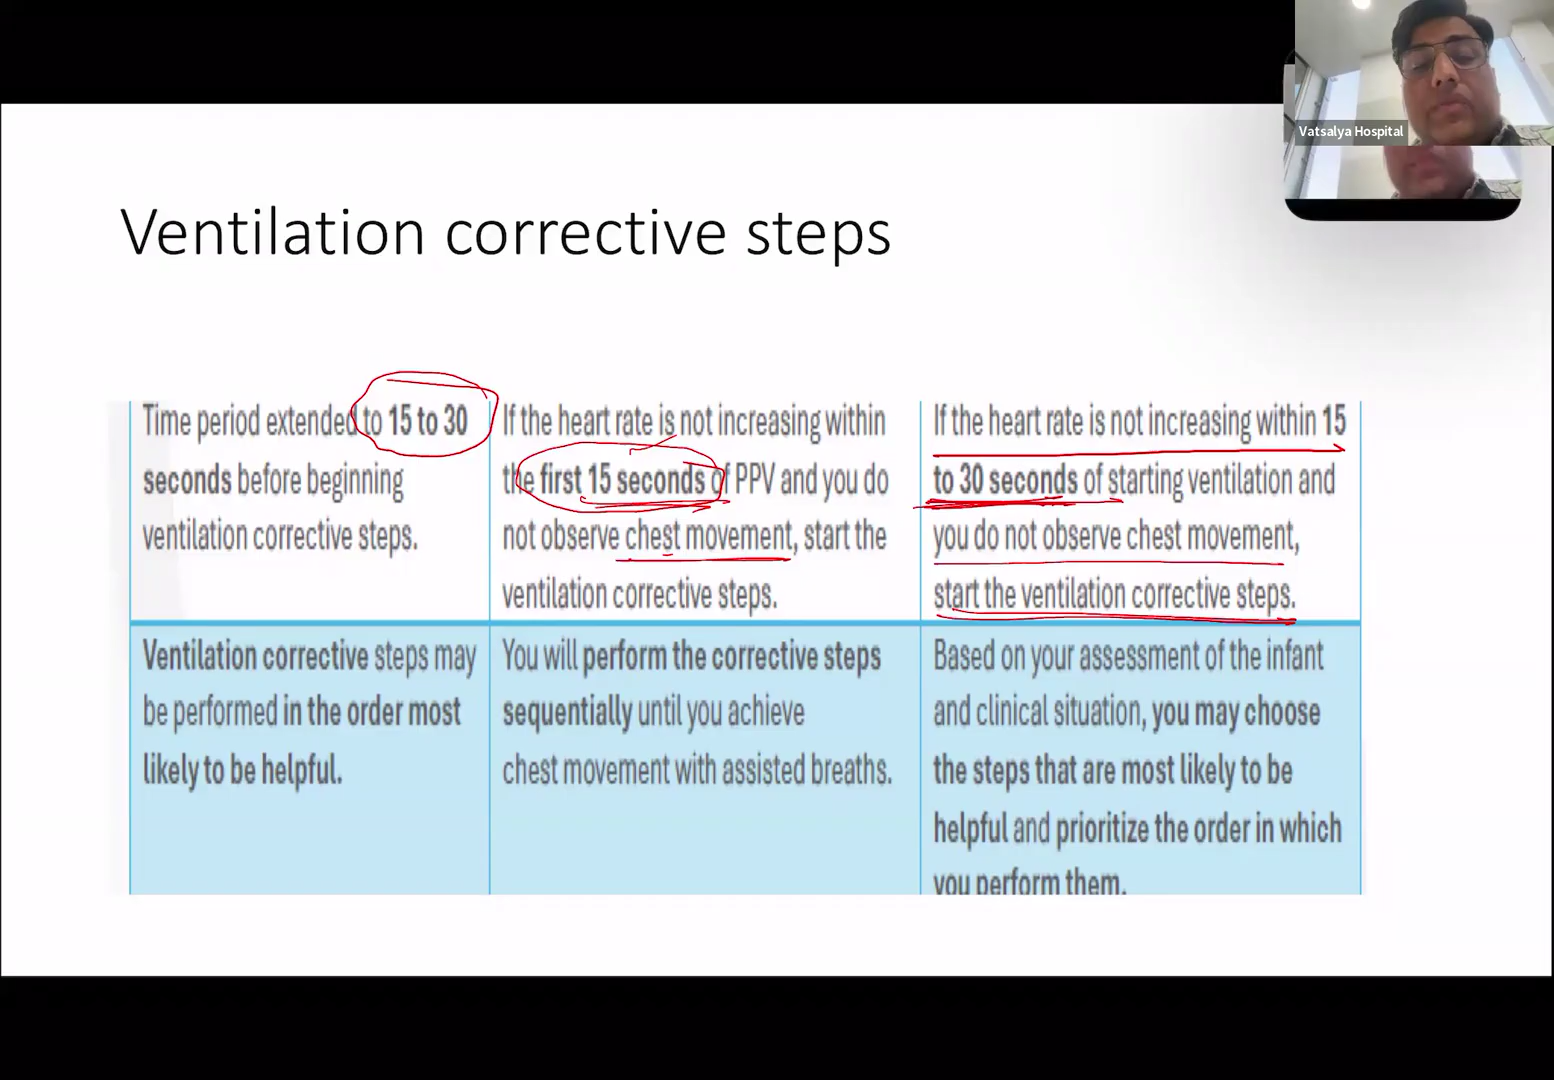 Vatsalya Hospital
Ventilation corrective steps
Time period extended to 15 to 30
seconds before beginning
ventilation corrective steps.
If the heart rate is not increasing within
the first 15 seconds of PPV and you do
not observe chest movement, start the
ventilation corrective steps.
If the heart rate is not increasing within 15
to 30 seconds of starting ventilation and
you do not observe chest movement,
start the ventilation corrective steps.
Ventilation corrective steps may
be performed in the order most
likely to be helpful.
You will perform the corrective steps
sequentially until you achieve
chest movement with assisted breaths.
Based on your assessment of the infant
and clinical situation, you may choose
the steps that are most likely to be
helpful and prioritize the order in which
you perform them.